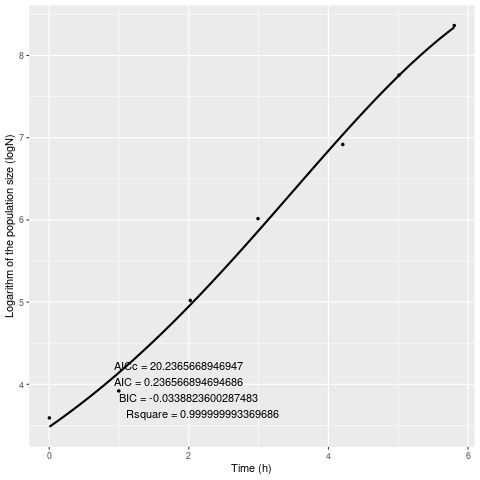 8
7
6
5
4
Logarithm of the population size (logN)
AICc = 20.2365668946947
AIC = 0.236566894694686
BIC = -0.0338823600287483
Rsquare = 0.999999993369686
0
2
4
6
Time (h)